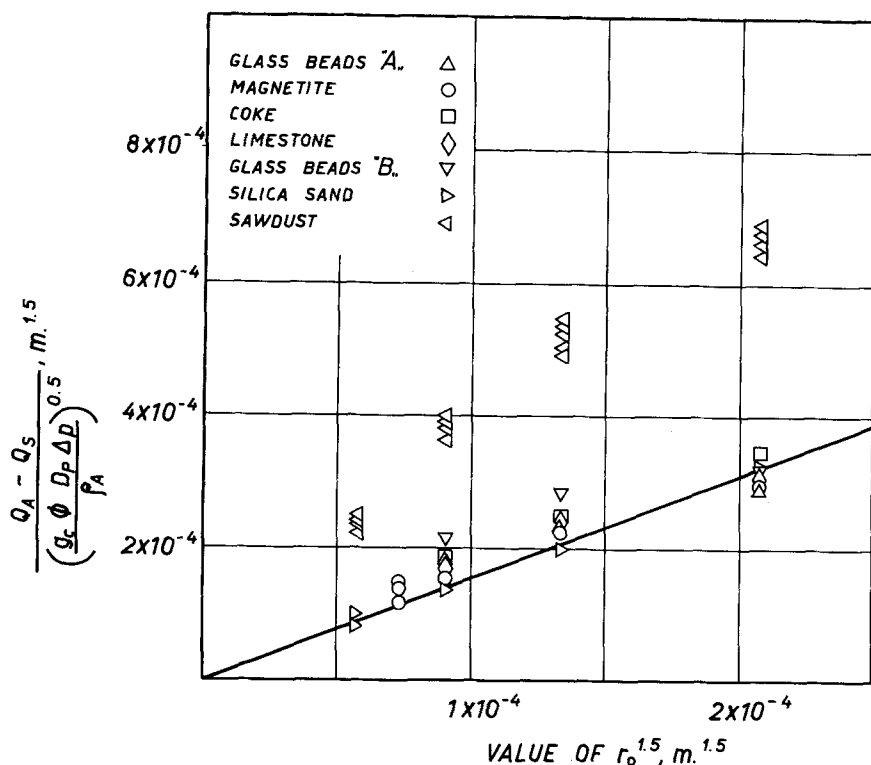 GLASS BEADS "A„
MAGNETITE
COKE
LIMESTONE
GLASS BEADS "B„
SILICA SAND
SAWDUST
8x10⁻⁴
6x10⁻⁴
4x10⁻⁴
2x10⁻⁴
Q_A - Q_S / (g_c Φ D_P Δp / ρ_A)^0.5 , m.^1.5
1x10⁻⁴
2x10⁻⁴
VALUE OF r_o^1.5, m.^1.5